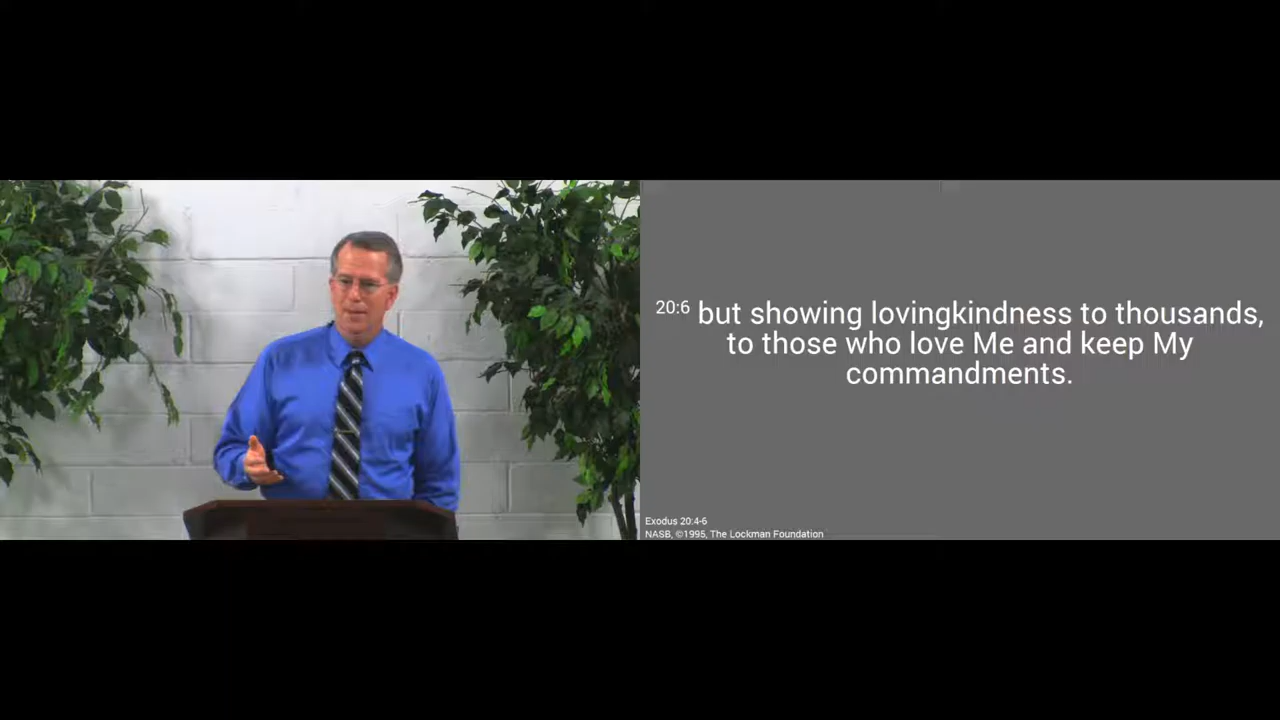 20:6 but showing lovingkindness to thousands,
to those who love Me and keep My
commandments.
Exodus 20:4-6
NASB, ©1995, The Lockman Foundation